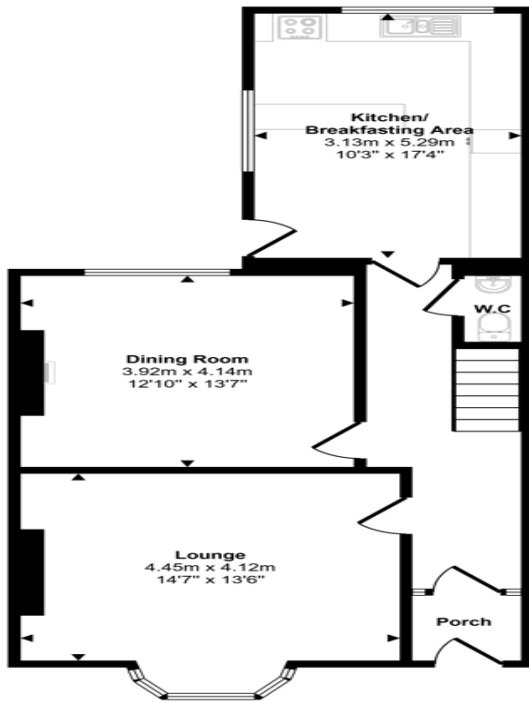 Kitchen/
Breakfasting Area
3.13m x 5.29m
10'3" x 17'4"
W.C
Dining Room
3.92m x 4.14m
12'10" x 13'7"
Lounge
4.45m x 4.12m
14'7" x 13'6"
Porch